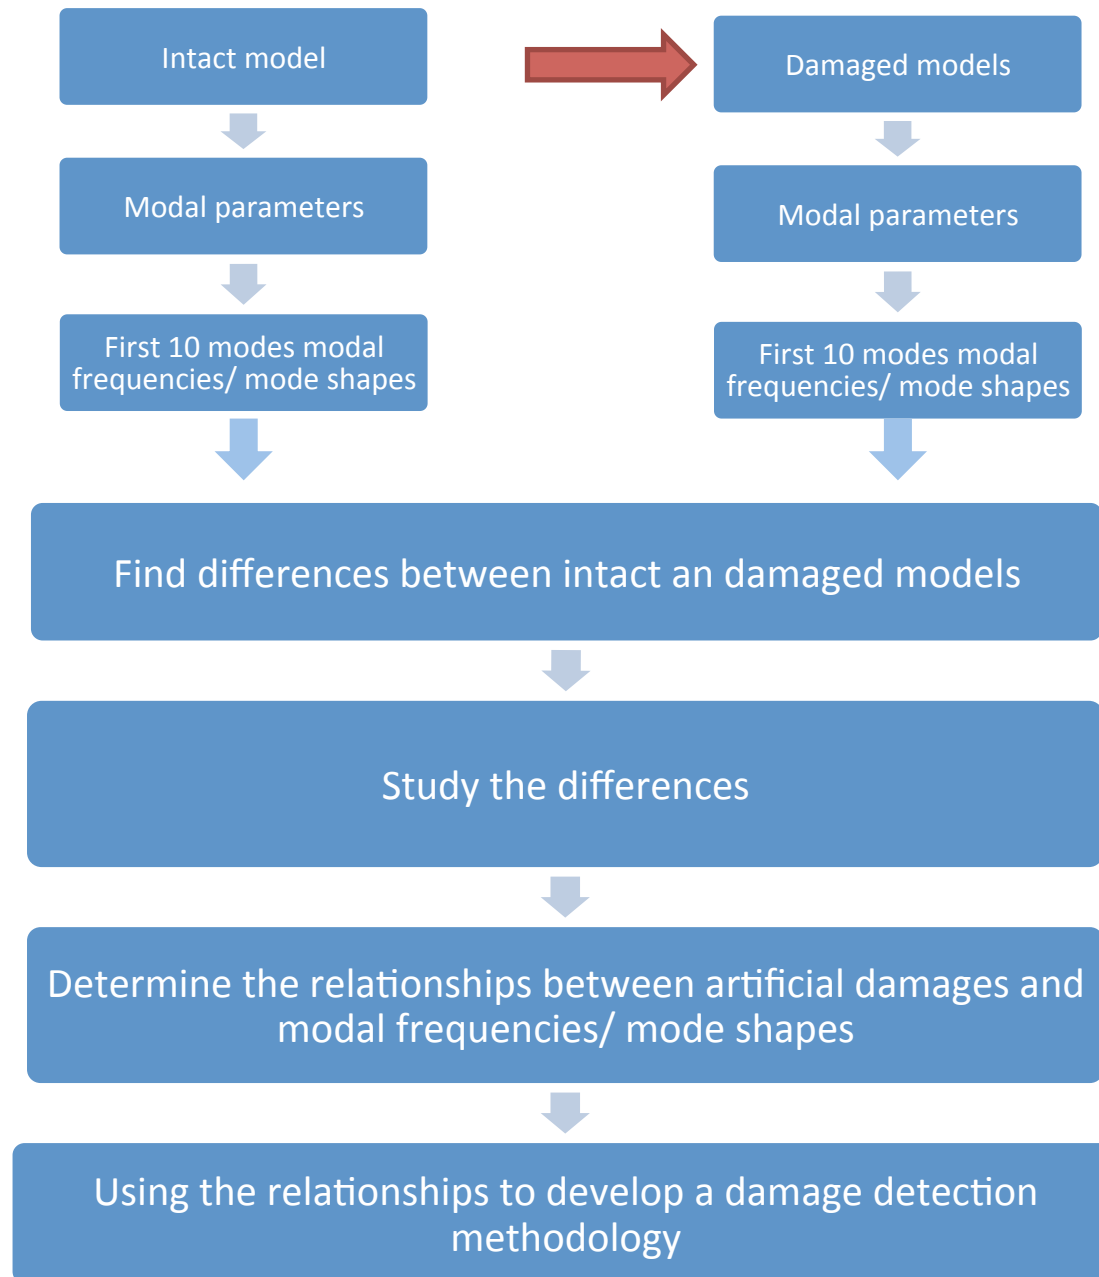 Intact model
Modal parameters
First 10 modes modal
frequencies/ mode shapes
Damaged models
Modal parameters
First 10 modes modal
frequencies/ mode shapes
Find differences between intact an damaged models
Study the differences
Determine the relationships between artificial damages and
modal frequencies/ mode shapes
Using the relationships to develop a damage detection
methodology